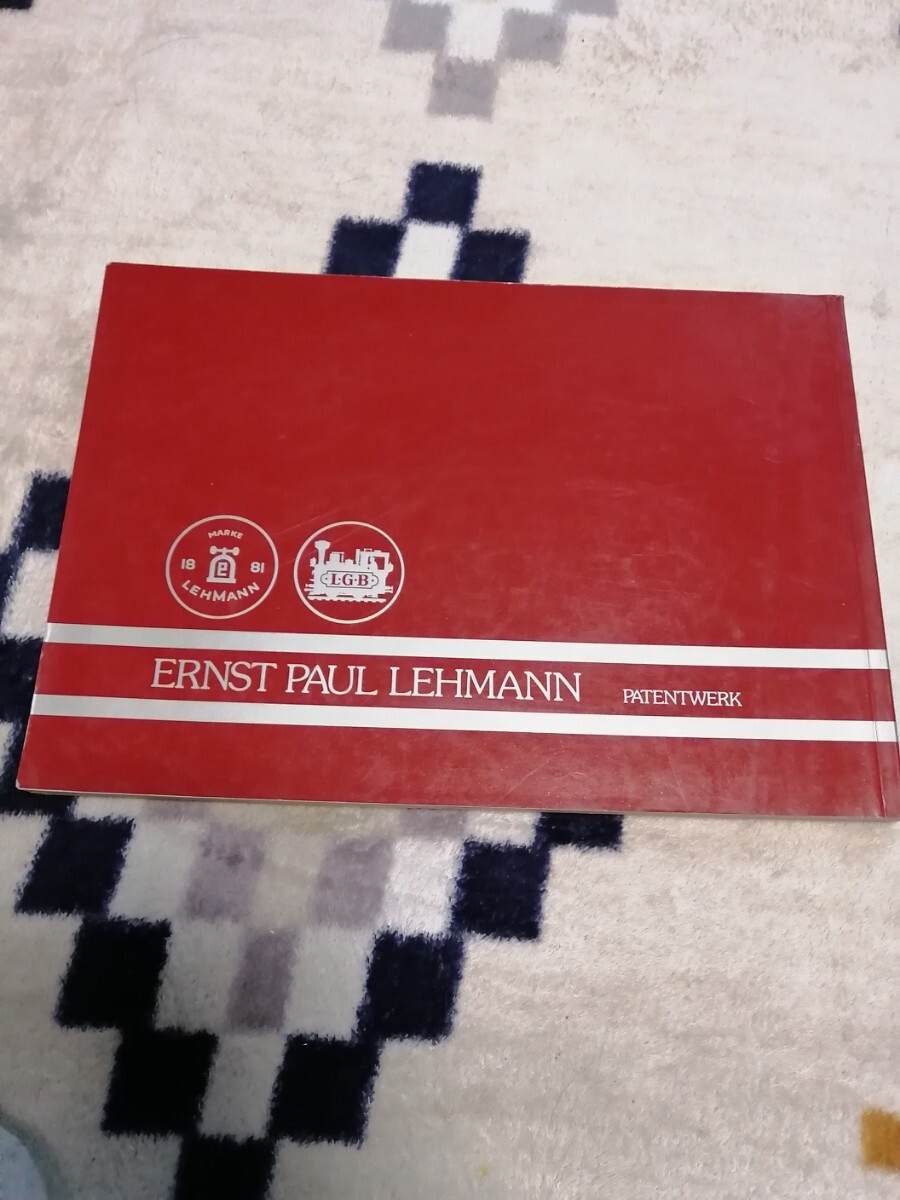 MARKE
18 81
LEHMANN
L·G·B
ERNST PAUL LEHMANN PATENTWERK